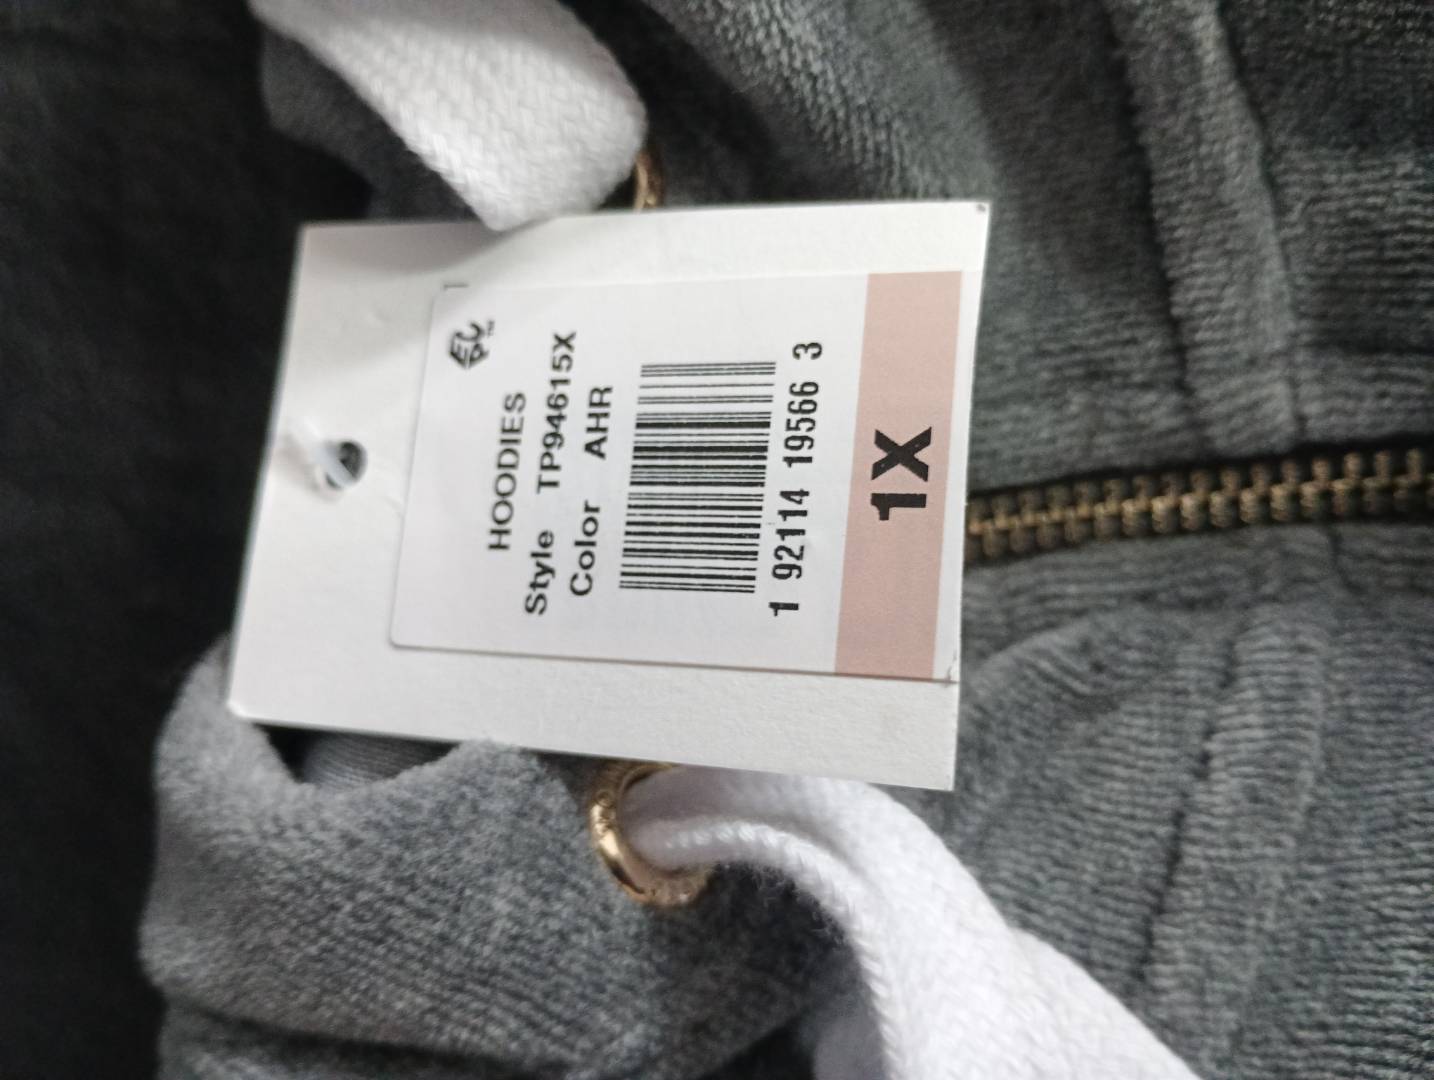 HOODIES
Style TP94615X
Color AHR
1 92114 19566 3
1X